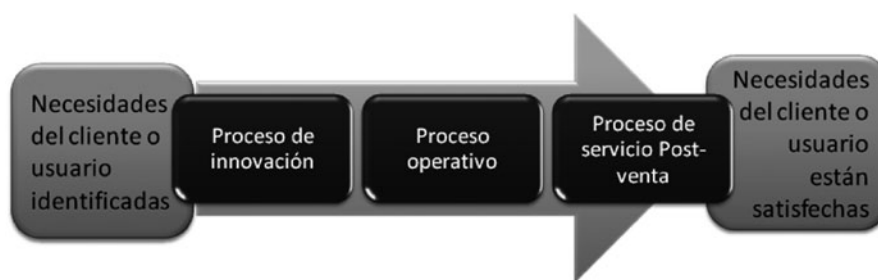 Necesidades
del cliente o
usuario
identificadas
Proceso de
innovación
Proceso
operativo
Proceso de
servicio Post-
venta
Necesidades
del cliente o
usuario
están
satisfechas